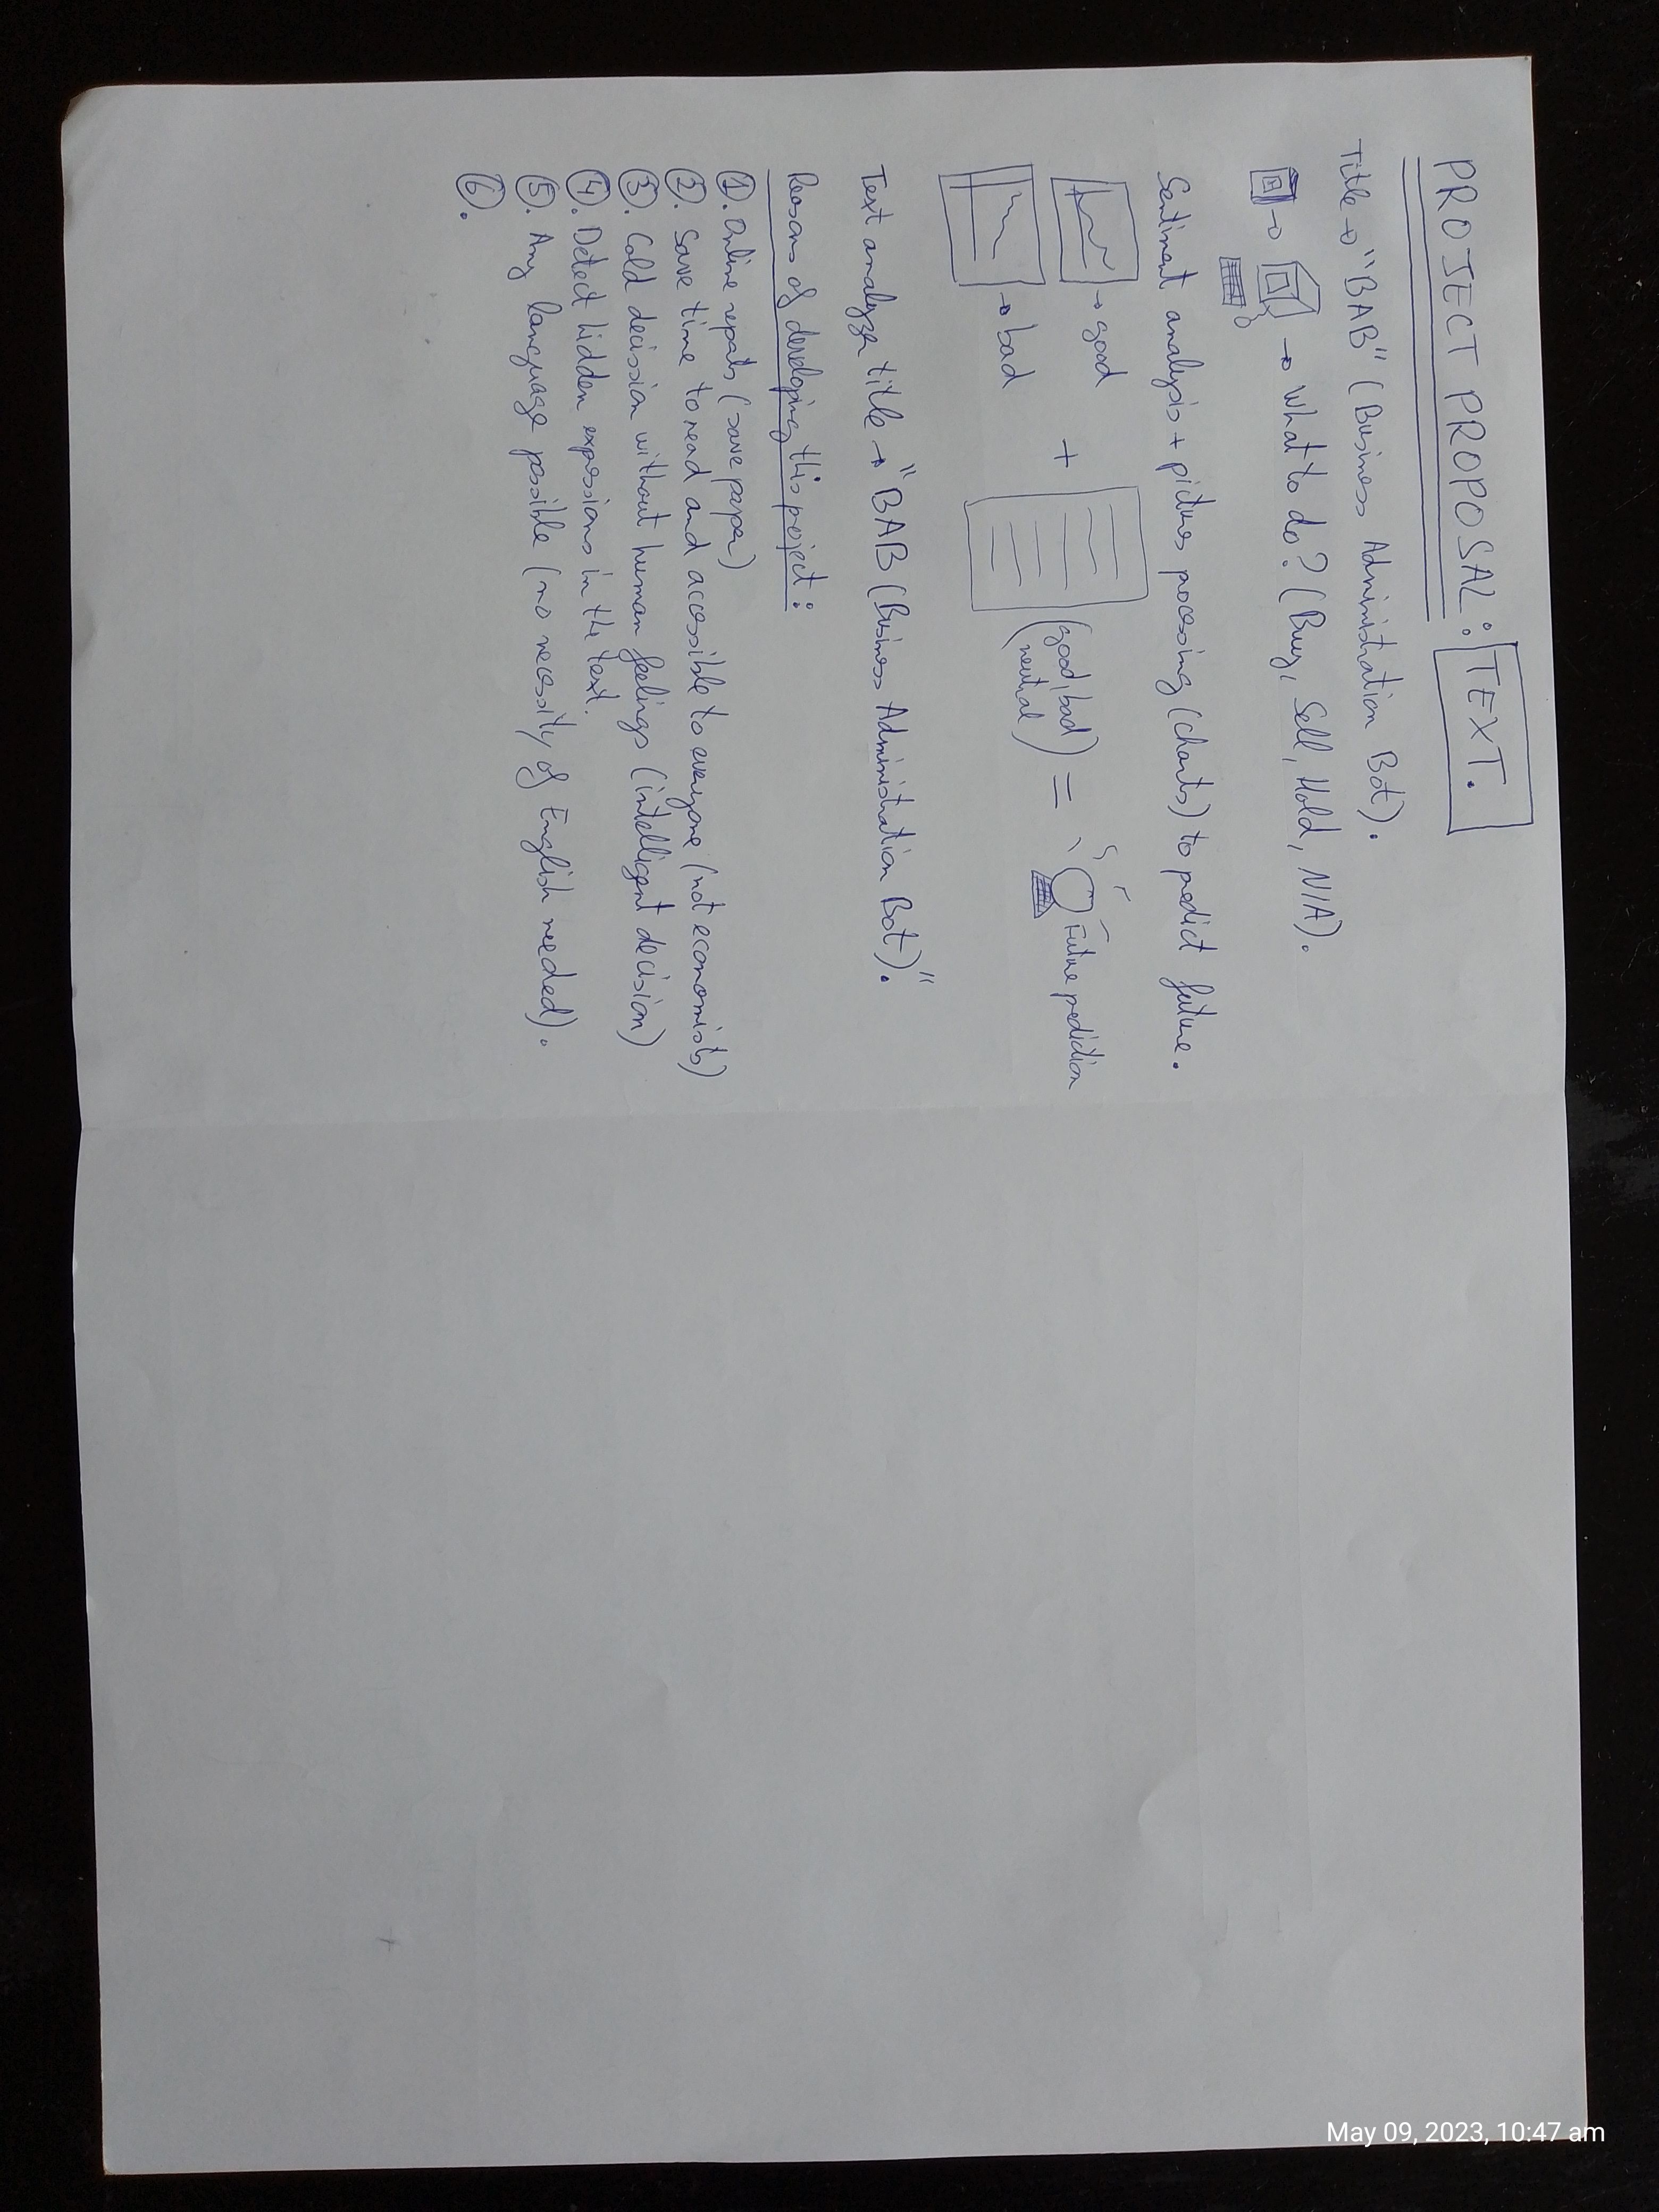 PROJECT PROPOSAL: TEXT.
Title → "BAB" (Business Administration Bot).
→ → What to do? (Buy, Sell, Hold, N/A).
Sentiment analysis + pictures processing (charts) to predict future.
→ good
→ bad
+
(good, bad, neutral)
=
Future prediction
Text analyze title → "BAB (Business Administration Bot)."
Reasons of developing this project:
①. Online repats (save paper)
②. Save time to read and accessible to everyone (not economists)
③. Cold decission without human feelings (intelligent decision)
④. Detect hidden expressions in the text.
⑤. Any language possible (no necessity of English needed).
⑥.
May 09, 2023, 10:47 am